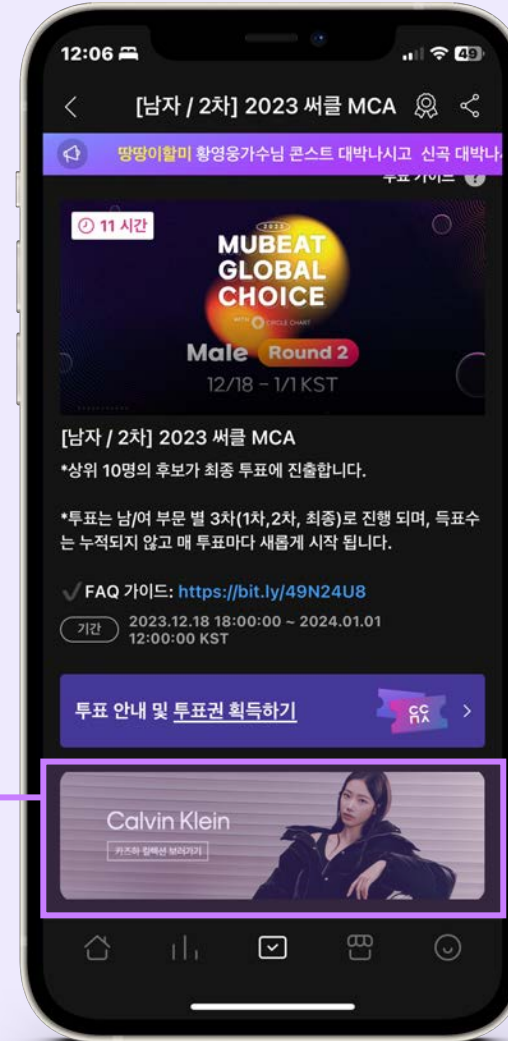 12:06
49
[남자 / 2차] 2023 써클 MCA
땅땅이할미 황영웅가수님 콘스트 대박나시고 신곡 대박나
투표 가이드 ?
11 시간
2023
MUBEAT
GLOBAL
CHOICE
WITH CIRCLE CHART
Male Round 2
12/18 – 1/1 KST
[남자 / 2차] 2023 써클 MCA
*상위 10명의 후보가 최종 투표에 진출합니다.
*투표는 남/여 부문 별 3차(1차,2차, 최종)로 진행 되며, 득표수
는 누적되지 않고 매 투표마다 새롭게 시작 됩니다.
✓ FAQ 가이드: https://bit.ly/49N24U8
기간 2023.12.18 18:00:00 ~ 2024.01.01
12:00:00 KST
투표 안내 및 투표권 획득하기
Calvin Klein
카즈하 컬렉션 보러가기